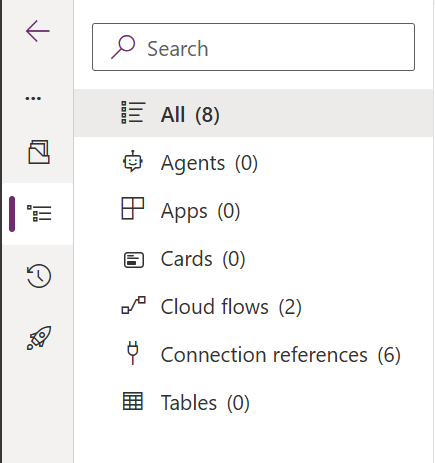 Search
All (8)
Agents (0)
Apps (0)
Cards (0)
Cloud flows (2)
Connection references (6)
Tables (0)